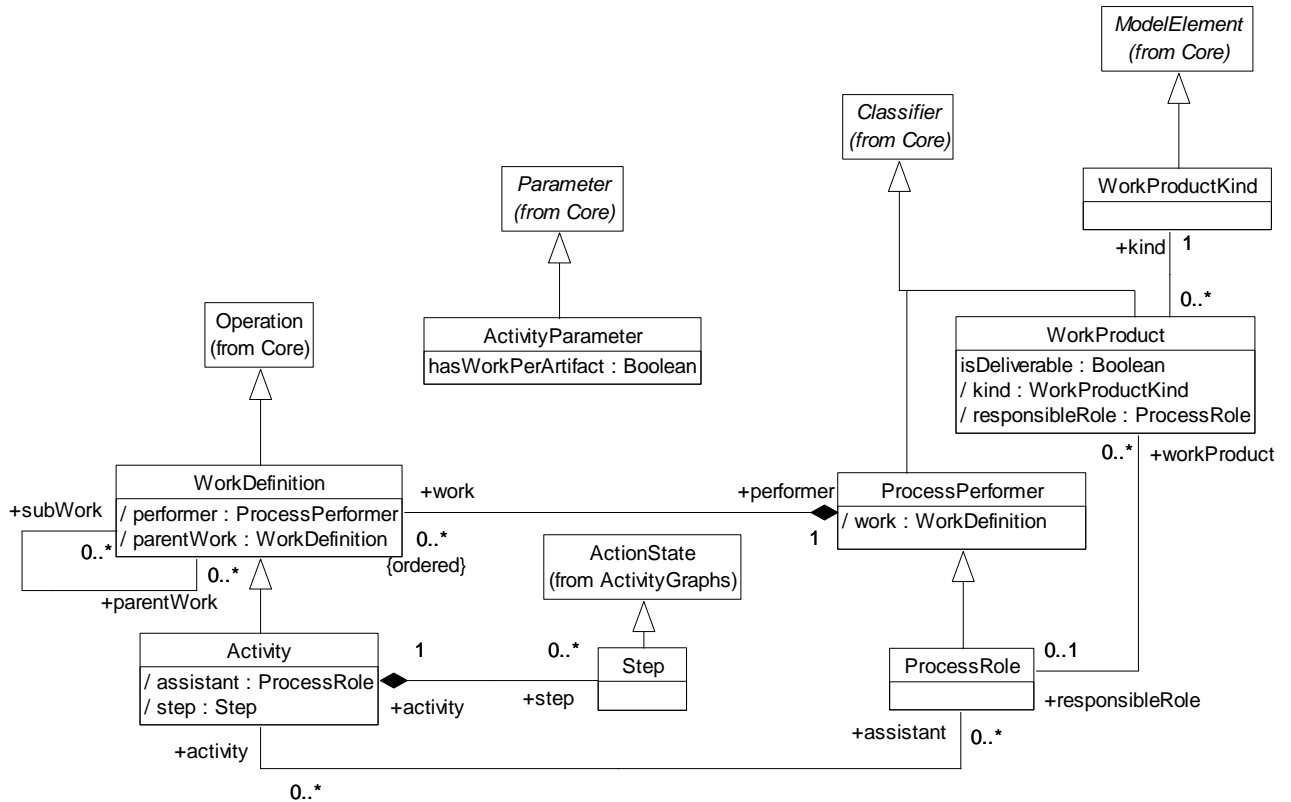 ModelElement
(from Core)
Classifier
(from Core)
Parameter
(from Core)
WorkProductKind
+kind
1
0..*
Operation
(from Core)
ActivityParameter
hasWorkPerArtifact : Boolean
WorkProduct
isDeliverable : Boolean
/ kind : WorkProductKind
/ responsibleRole : ProcessRole
0..*
+workProduct
WorkDefinition
/ performer : ProcessPerformer
/ parentWork : WorkDefinition
+subWork
0..*
0..*
+parentWork
+work
0..*
{ordered}
+performer
1
ProcessPerformer
/ work : WorkDefinition
ActionState
(from ActivityGraphs)
Activity
/ assistant : ProcessRole
/ step : Step
1
+activity
0..*
+step
Step
ProcessRole
0..1
+responsibleRole
+assistant
0..*
+activity
0..*